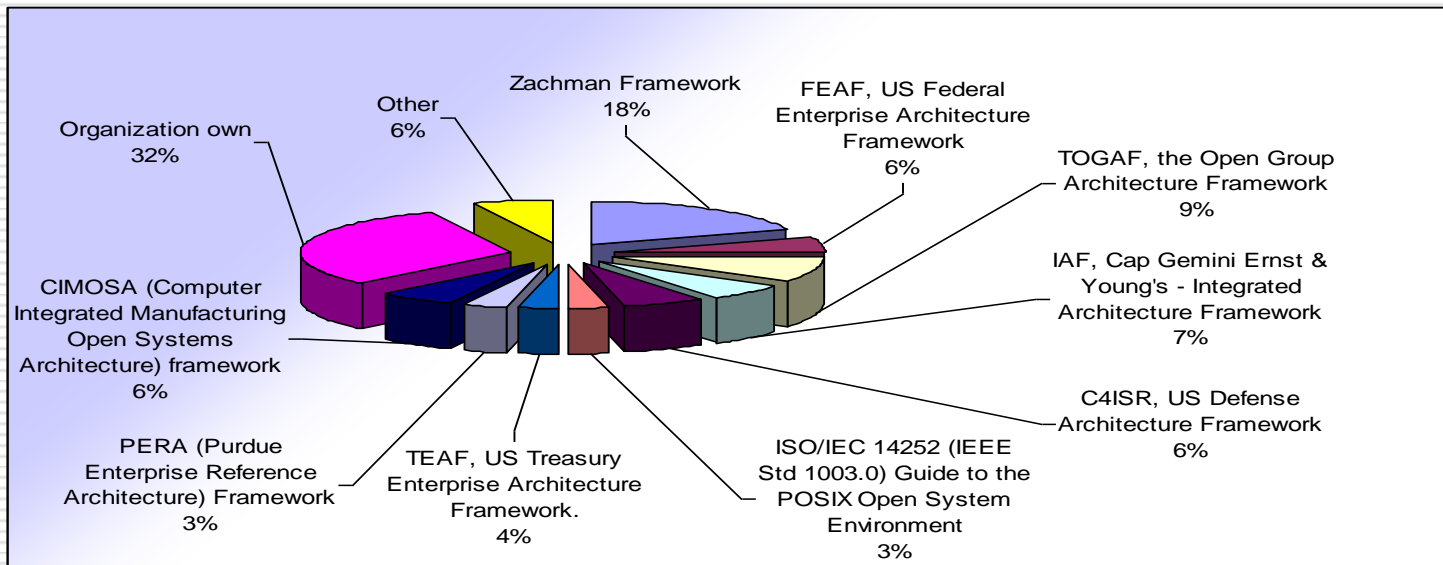 Zachman Framework
18%
FEAF, US Federal
Enterprise Architecture
Framework
6%
TOGAF, the Open Group
Architecture Framework
9%
IAF, Cap Gemini Ernst &
Young's - Integrated
Architecture Framework
7%
C4ISR, US Defense
Architecture Framework
6%
ISO/IEC 14252 (IEEE
Std 1003.0) Guide to the
POSIX Open System
Environment
3%
TEAF, US Treasury
Enterprise Architecture
Framework.
4%
PERA (Purdue
Enterprise Reference
Architecture) Framework
3%
CIMOSA (Computer
Integrated Manufacturing
Open Systems
Architecture) framework
6%
Organization own
32%
Other
6%